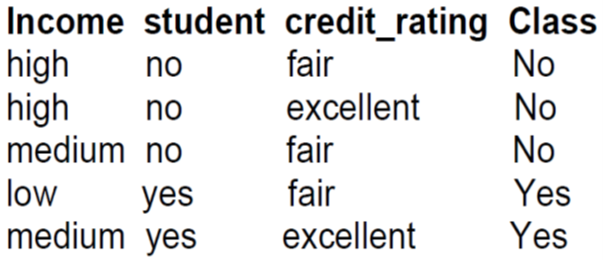 Income student credit_rating Class
high no fair No
high no excellent No
medium no fair No
low yes fair Yes
medium yes excellent Yes